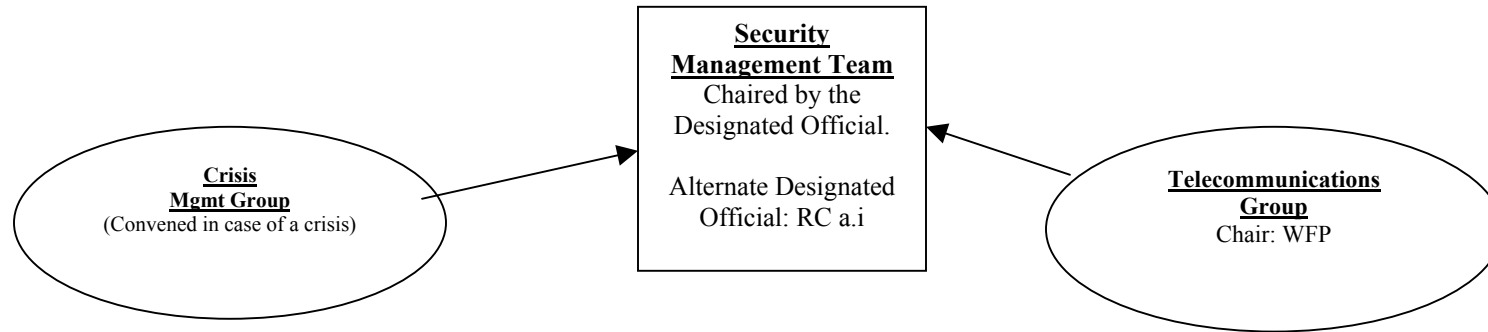 Security
Management Team
Chaired by the
Designated Official.
Alternate Designated
Official: RC a.i
Crisis
Mgmt Group
(Convened in case of a crisis)
Telecommunications
Group
Chair: WFP